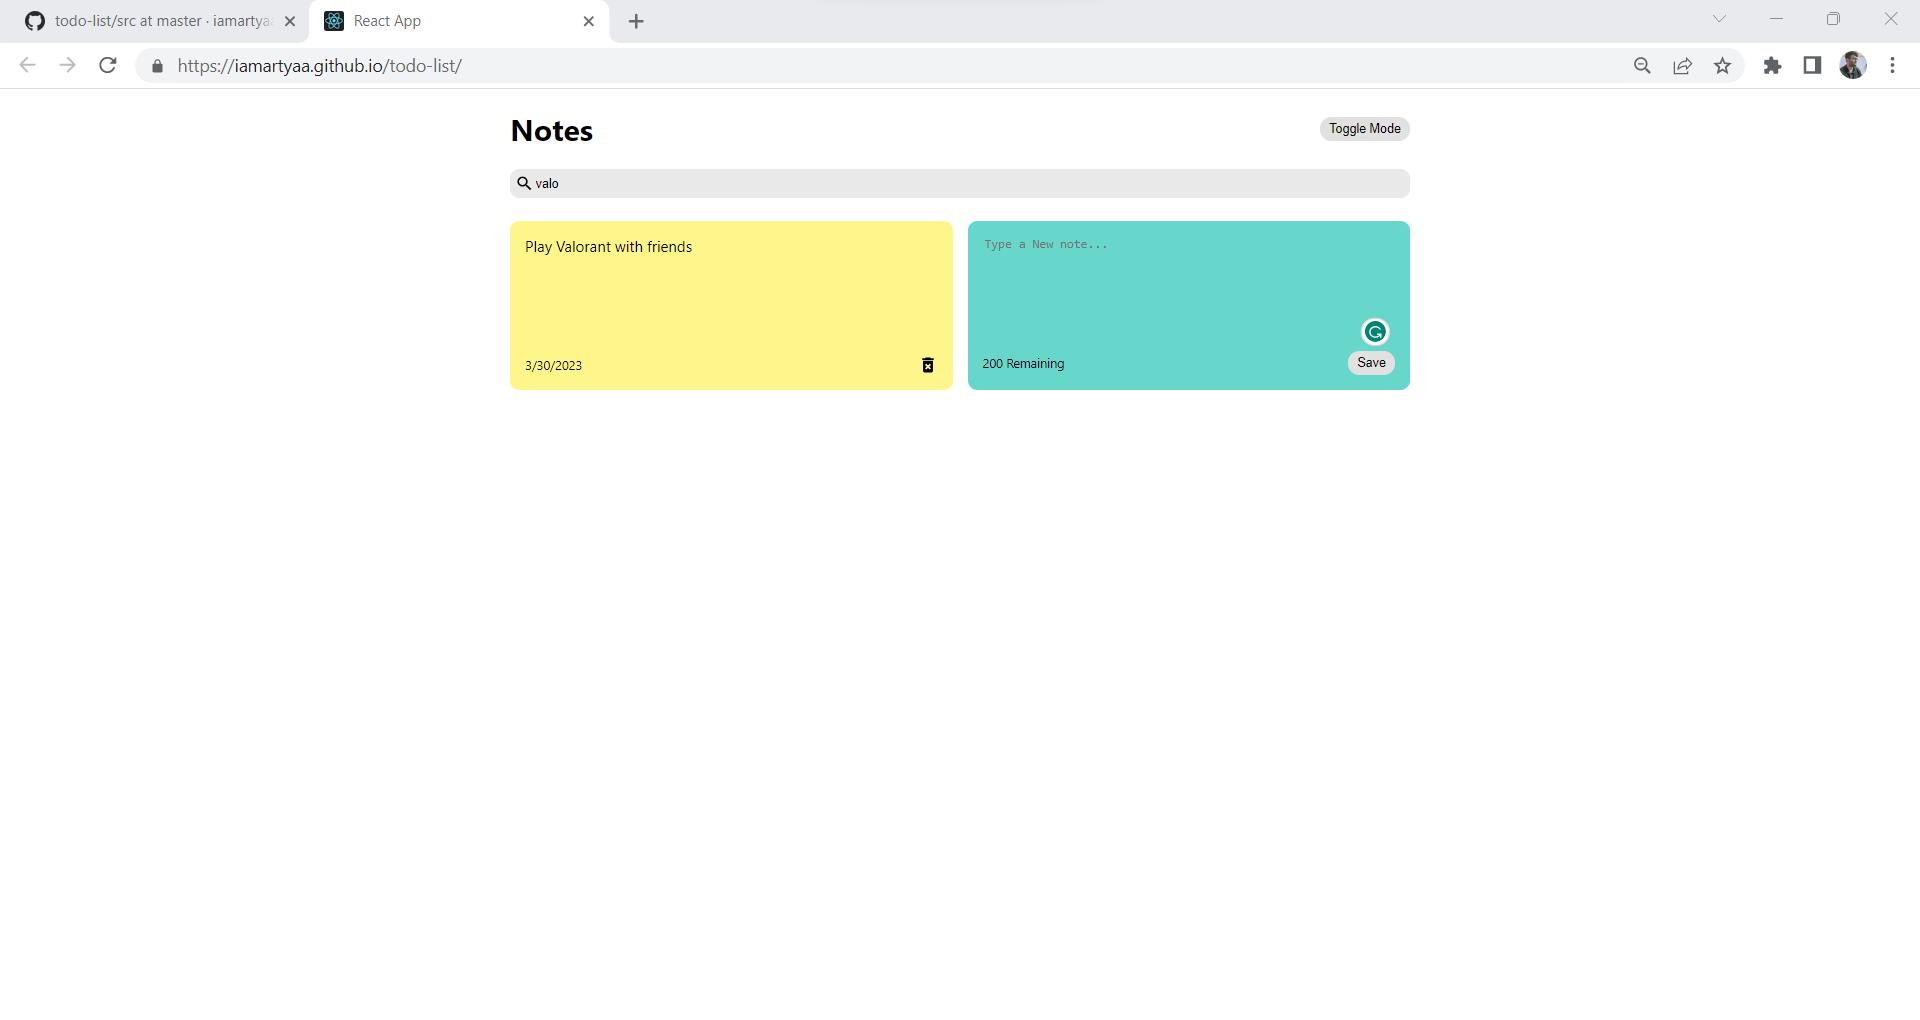 todo-list/src at master · iamartyaa
React App
https://iamartyaa.github.io/todo-list/
Notes
Toggle Mode
valo
Play Valorant with friends
3/30/2023
Type a New note...
200 Remaining
Save